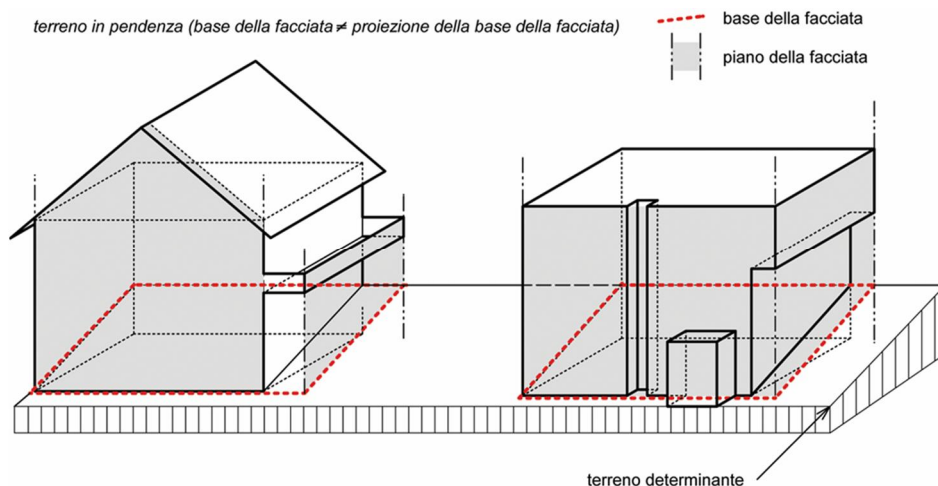 terreno in pendenza (base della facciata ≠ proiezione della base della facciata)
base della facciata
piano della facciata
terreno determinante